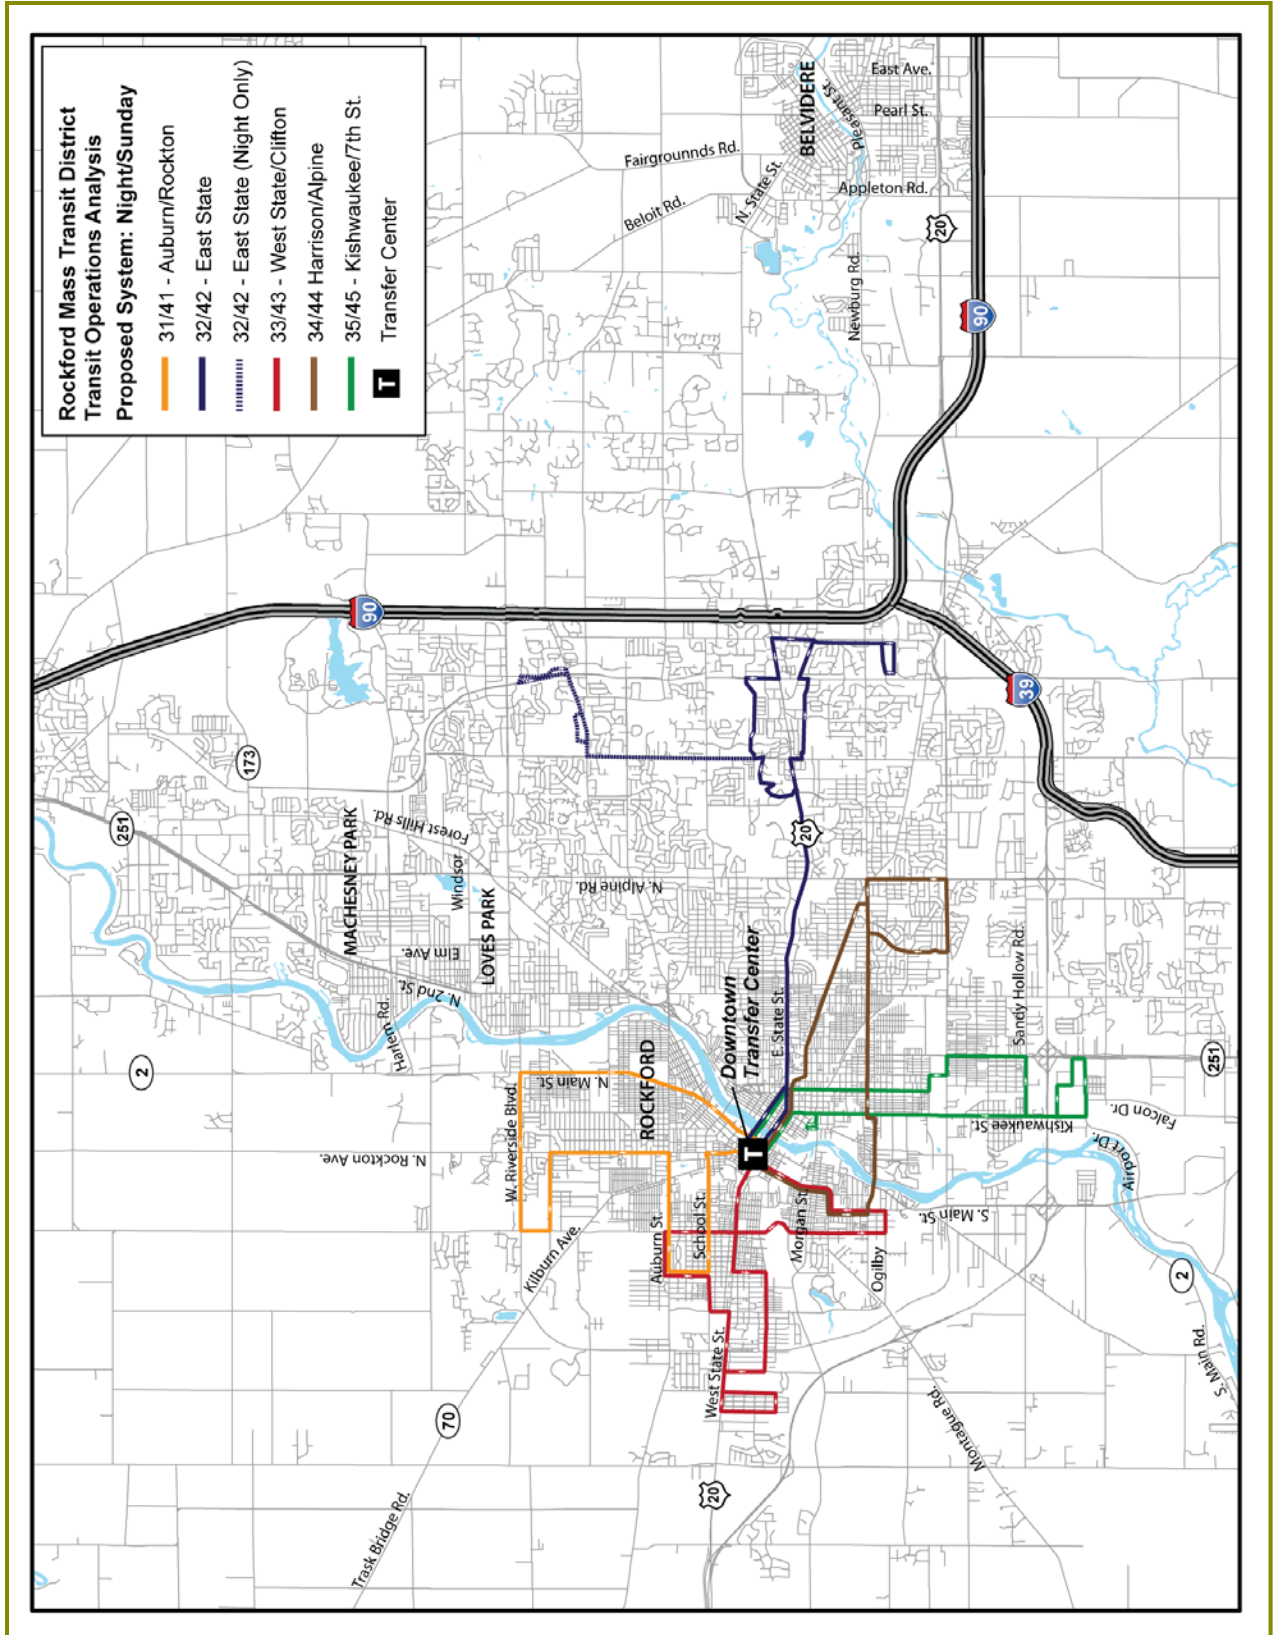 Rockford Mass Transit District
Transit Operations Analysis
Proposed System: Night/Sunday
31/41 - Auburn/Rockton
32/42 - East State
32/42 - East State (Night Only)
33/43 - West State/Clifton
34/44 Harrison/Alpine
35/45 - Kishwaukee/7th St.
T
Transfer Center
BELVIDERE
East Ave.
Pearl St.
Pleasant St.
Appleton Rd.
Fairgrounnds Rd.
Beloit Rd.
N. State St.
Newburg Rd.
20
90
90
39
173
251
MACHESNEY PARK
Forest Hills Rd.
Windsor
LOVES PARK
Elm Ave.
N. 2nd St.
Harlem Rd.
N. Alpine Rd.
20
2
Downtown
Transfer Center
E. State St.
Sandy Hollow Rd.
ROCKFORD
N. Main St.
W. Riverside Blvd.
N. Rockton Ave.
T
Kishwaukee St.
Falcon Dr.
Airport Dr.
251
S. Main St.
Morgan St.
School St.
Auburn St.
Kilburn Ave.
Ogilby
2
S. Main Rd.
West State St.
Montague Rd.
70
20
Trask Bridge Rd.